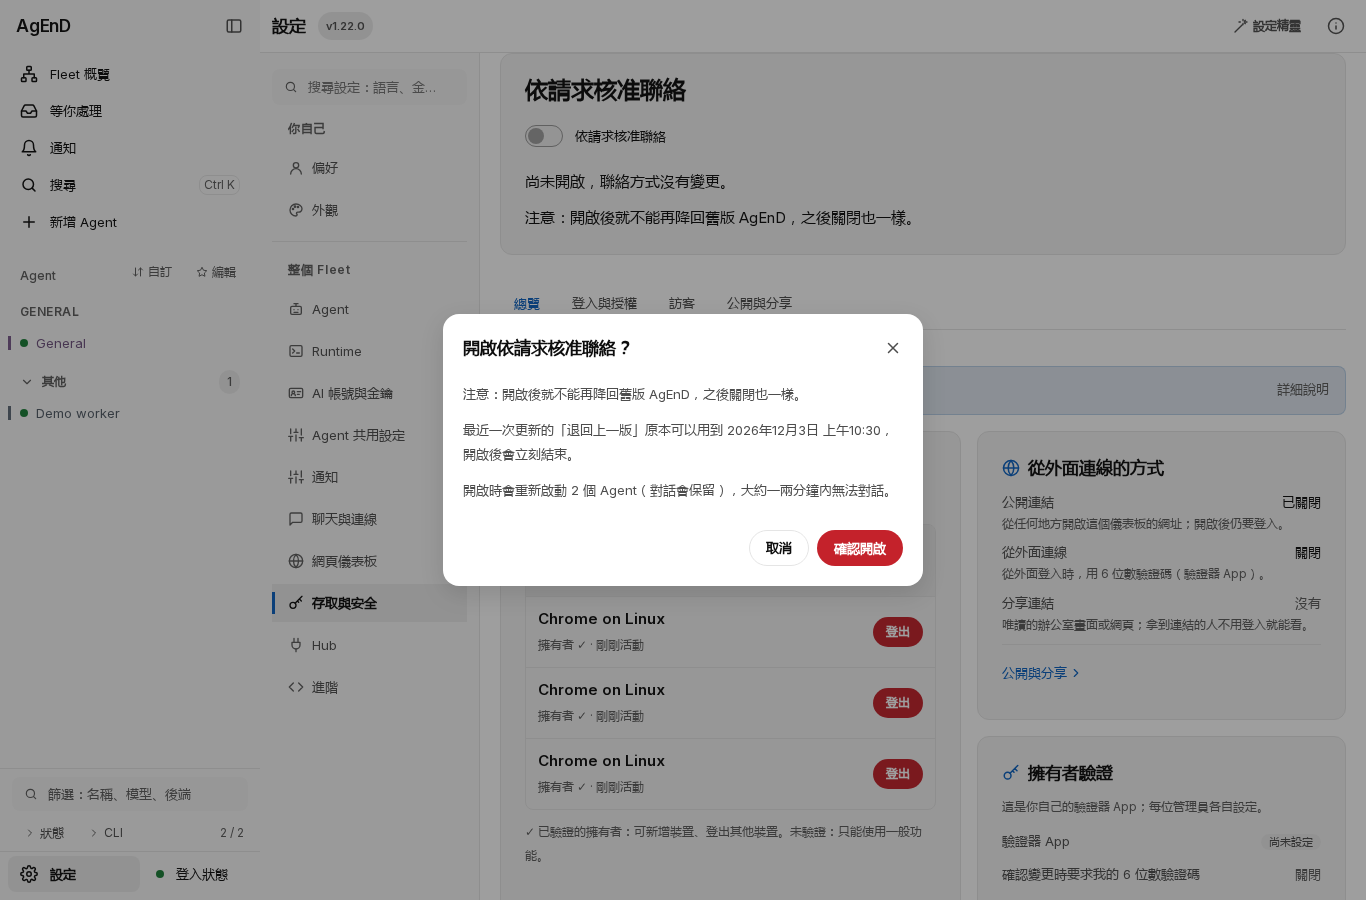 AgEnD
Fleet 概覽
等你處理
通知
搜尋
Ctrl K
新增 Agent
Agent
自訂
編輯
GENERAL
General
其他
1
Demo worker
篩選：名稱、模型、後端
狀態
CLI
2 / 2
設定
登入狀態
設定
v1.22.0
設定精靈
搜尋設定：語言、金…
你自己
偏好
外觀
整個 Fleet
Agent
Runtime
AI 帳號與金鑰
Agent 共用設定
通知
聊天與連線
網頁儀表板
存取與安全
Hub
進階
依請求核准聯絡
依請求核准聯絡
尚未開啟，聯絡方式沒有變更。
注意：開啟後就不能再降回舊版 AgEnD，之後關閉也一樣。
總覽
登入與授權
訪客
公開與分享
詳細說明
開啟依請求核准聯絡？
注意：開啟後就不能再降回舊版 AgEnD，之後關閉也一樣。
最近一次更新的「退回上一版」原本可以用到 2026年12月3日 上午10:30，
開啟後會立刻結束。
開啟時會重新啟動 2 個 Agent（對話會保留），大約一兩分鐘內無法對話。
取消
確認開啟
Chrome on Linux
擁有者 ✓ · 剛剛活動
登出
Chrome on Linux
擁有者 ✓ · 剛剛活動
登出
Chrome on Linux
擁有者 ✓ · 剛剛活動
登出
✓ 已驗證的擁有者：可新增裝置、登出其他裝置。未驗證：只能使用一般功
能。
從外面連線的方式
公開連結
已關閉
從任何地方開啟這個儀表板的網址；開啟後仍要登入。
從外面連線
關閉
從外面登入時，用 6 位數驗證碼（驗證器 App）。
分享連結
沒有
唯讀的辦公室畫面或網頁；拿到連結的人不用登入就能看。
公開與分享
擁有者驗證
這是你自己的驗證器 App；每位管理員各自設定。
驗證器 App
尚未設定
確認變更時要求我的 6 位數驗證碼
關閉